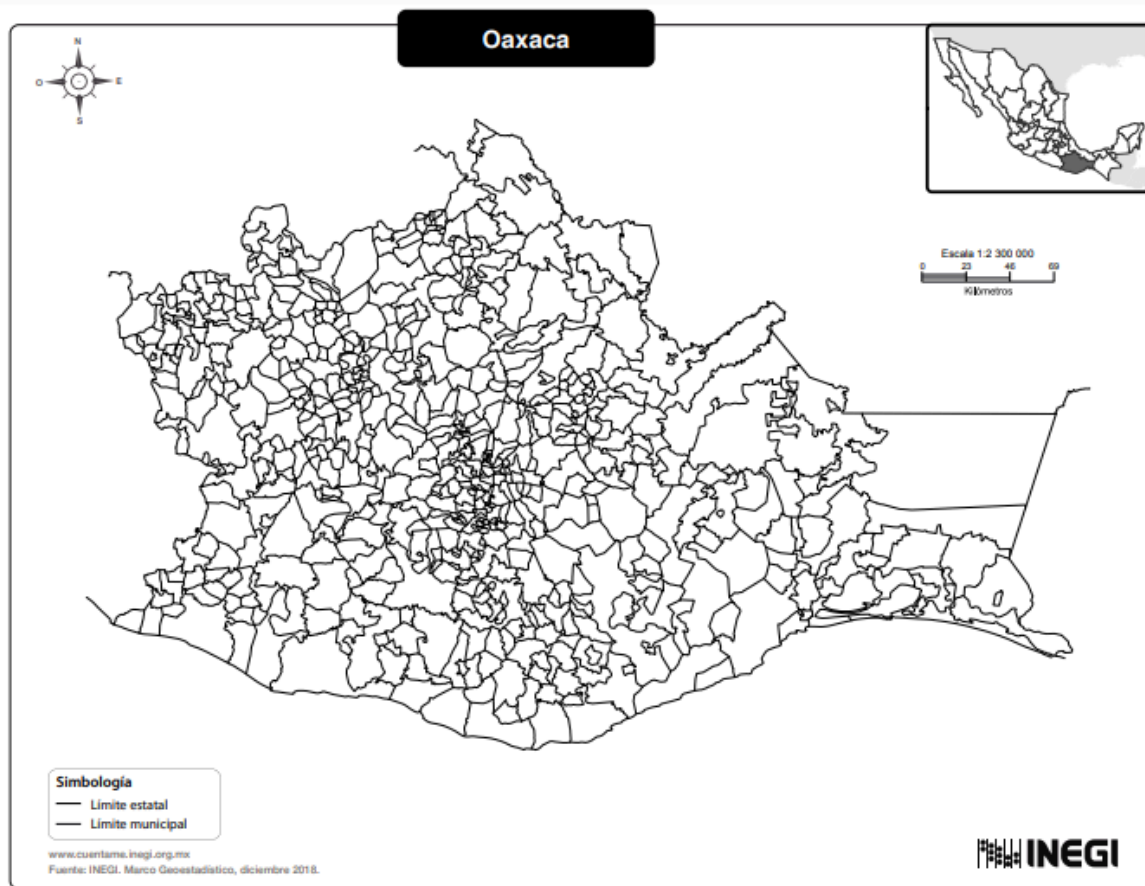 Oaxaca
N
O
E
S
Escala 1:2 300 000
0 23 46 69
Kilómetros
Simbología
Límite estatal
Límite municipal
www.cuentame.inegi.org.mx
Fuente: INEGI. Marco Geoestadístico, diciembre 2018.
INEGI